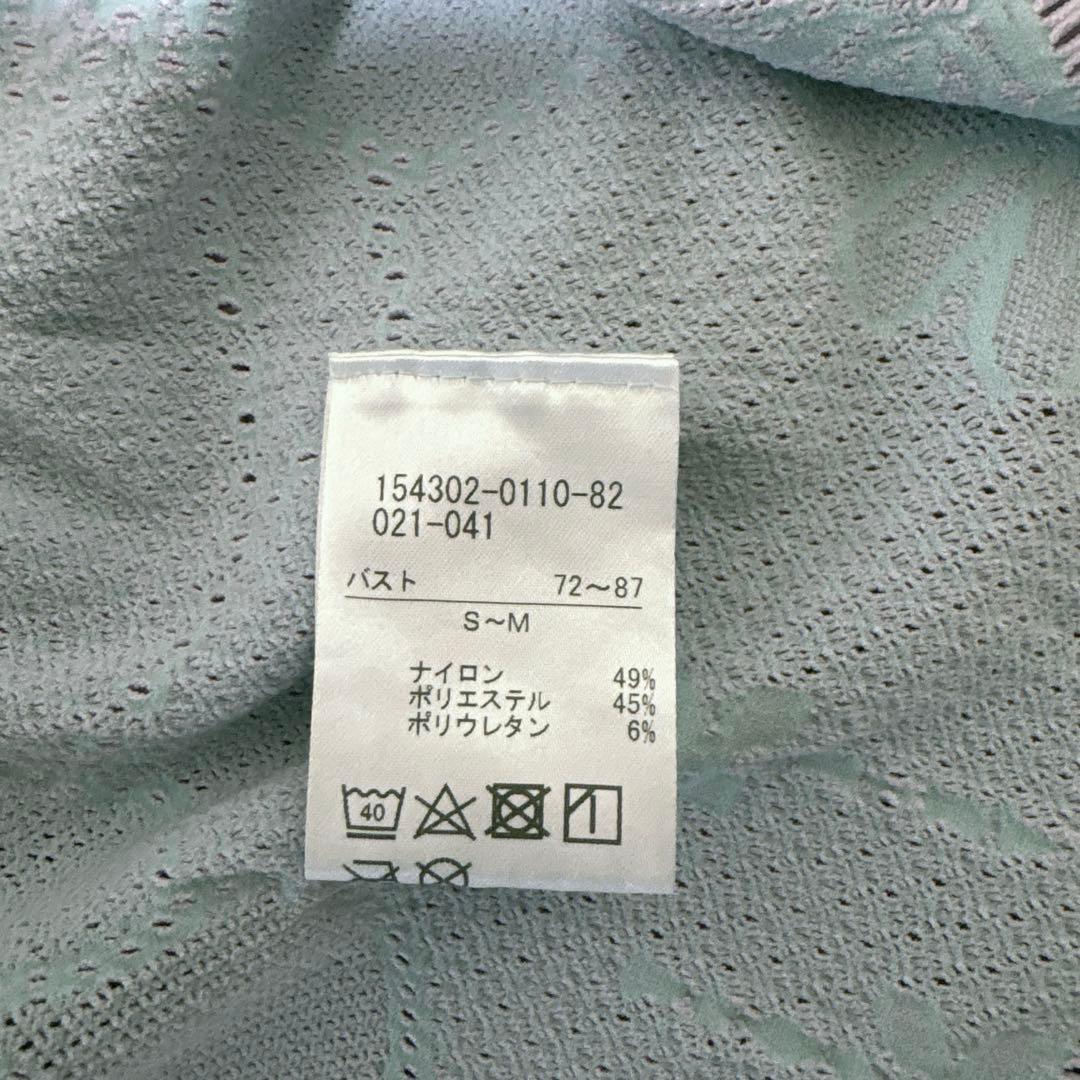 154302-0110-82
021-041
バスト 72～87
S～M
ナイロン 49%
ポリエステル 45%
ポリウレタン 6%
40